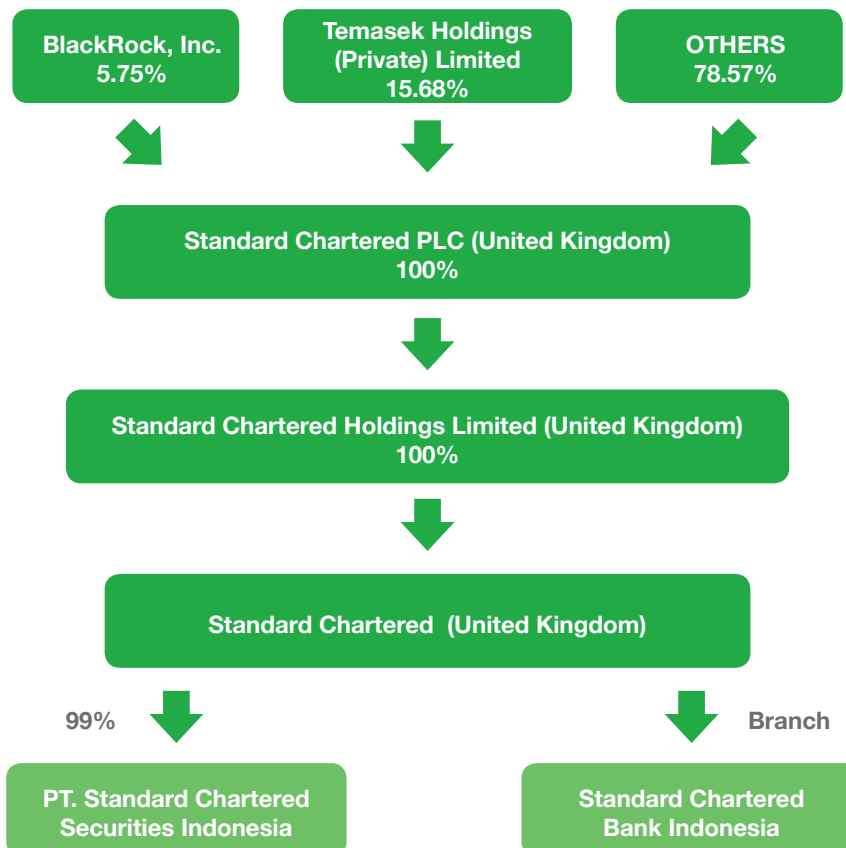 BlackRock, Inc.
5.75%
Temasek Holdings
(Private) Limited
15.68%
OTHERS
78.57%
Standard Chartered PLC (United Kingdom)
100%
Standard Chartered Holdings Limited (United Kingdom)
100%
Standard Chartered (United Kingdom)
99%
Branch
PT. Standard Chartered
Securities Indonesia
Standard Chartered
Bank Indonesia